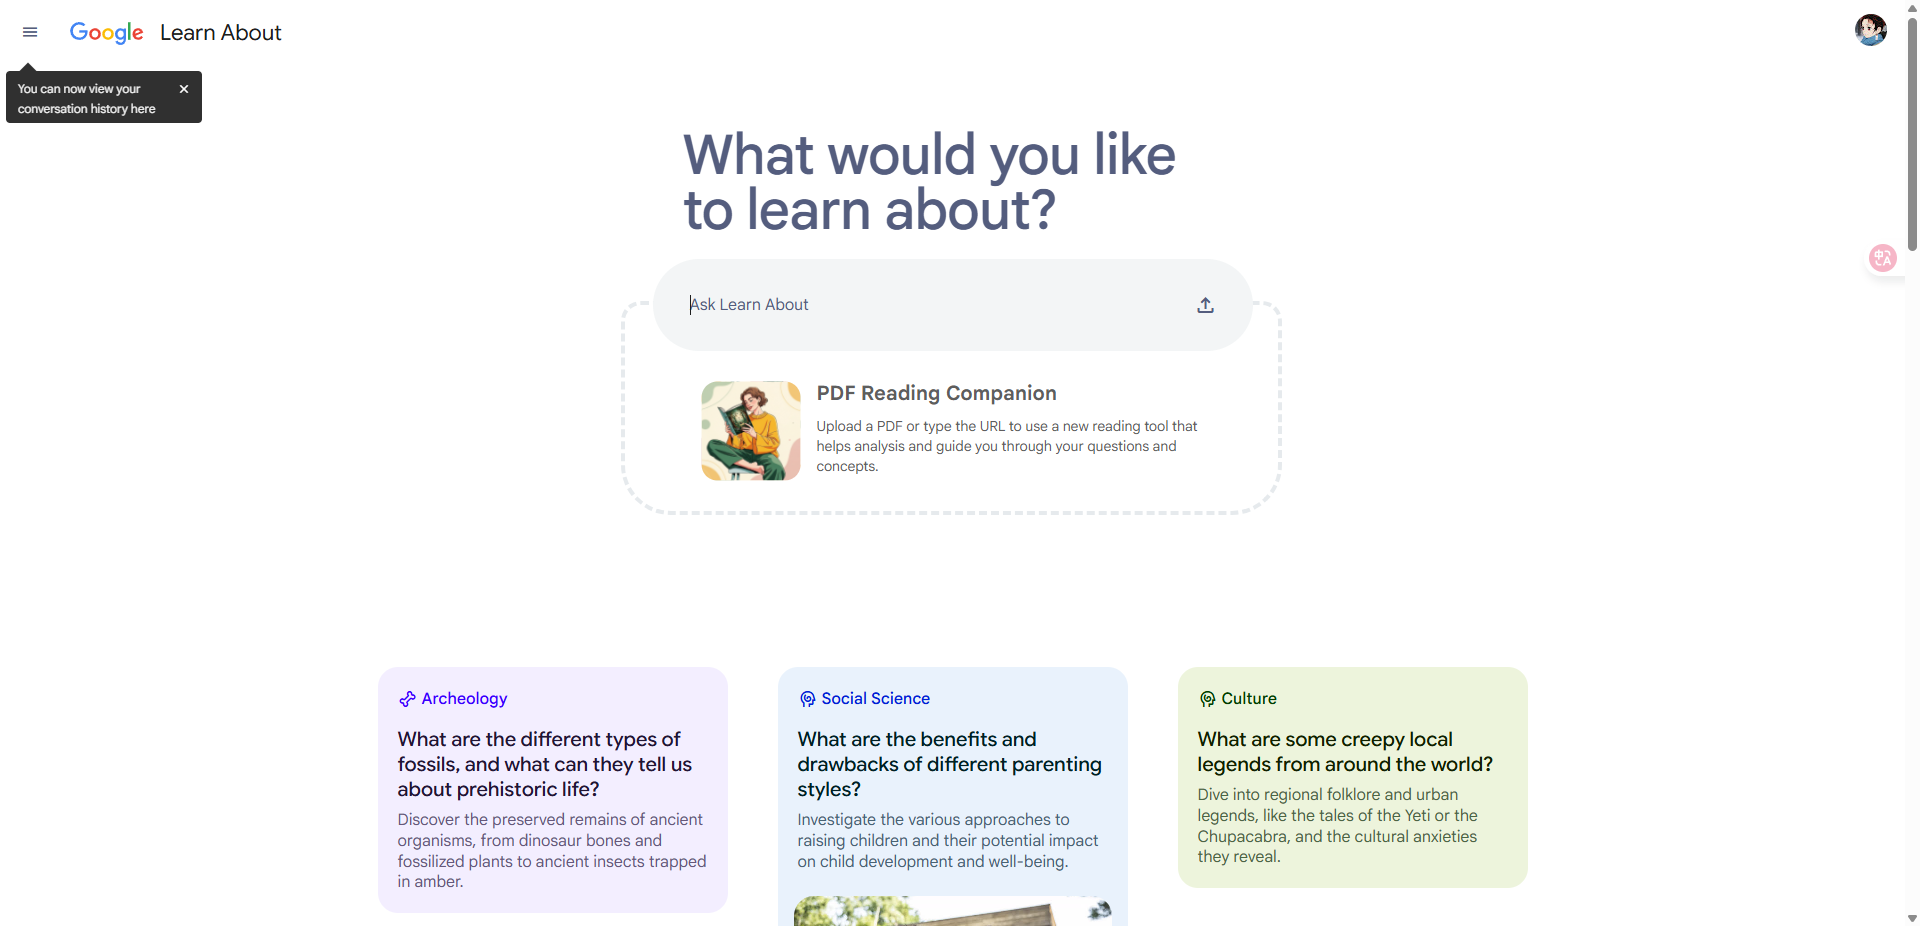 Google Learn About
You can now view your
conversation history here
What would you like
to learn about?
Ask Learn About
PDF Reading Companion
Upload a PDF or type the URL to use a new reading tool that
helps analysis and guide you through your questions and
concepts.
Archeology
What are the different types of
fossils, and what can they tell us
about prehistoric life?
Discover the preserved remains of ancient
organisms, from dinosaur bones and
fossilized plants to ancient insects trapped
in amber.
Social Science
What are the benefits and
drawbacks of different parenting
styles?
Investigate the various approaches to
raising children and their potential impact
on child development and well-being.
Culture
What are some creepy local
legends from around the world?
Dive into regional folklore and urban
legends, like the tales of the Yeti or the
Chupacabra, and the cultural anxieties
they reveal.